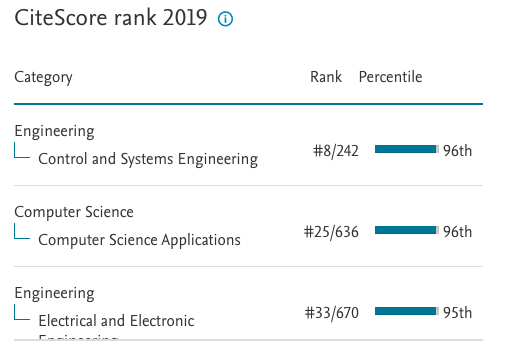 CiteScore rank 2019
Category Rank Percentile
Engineering
Control and Systems Engineering #8/242 96th
Computer Science
Computer Science Applications #25/636 96th
Engineering
Electrical and Electronic #33/670 95th
Engineering